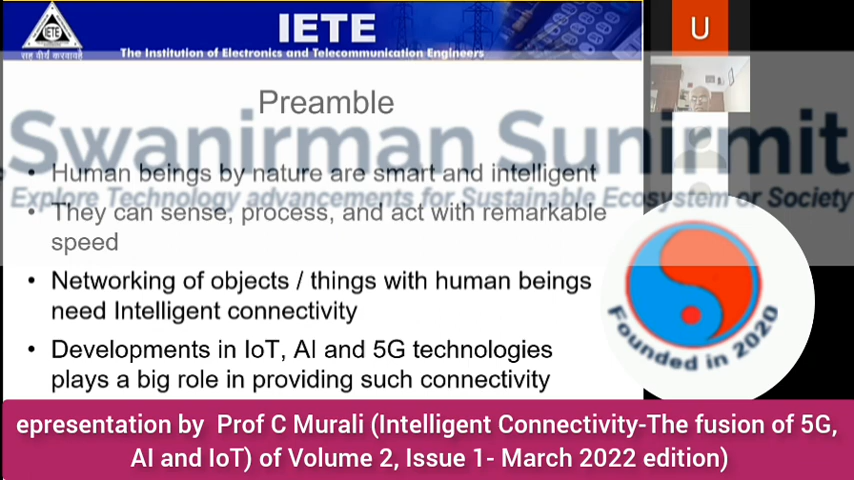 IETE
IETE
The Institution of Electronics and Telecommunication Engineers
U
Preamble
Swanirman Sunirmit
• Human beings by nature are smart and intelligent
Explore Technology advancements for Sustainable Ecosystem or Society
• They can sense, process, and act with remarkable
speed
• Networking of objects / things with human beings
need Intelligent connectivity
• Developments in IoT, AI and 5G technologies
plays a big role in providing such connectivity
Founded in 2020
epresentation by Prof C Murali (Intelligent Connectivity-The fusion of 5G,
AI and IoT) of Volume 2, Issue 1- March 2022 edition)